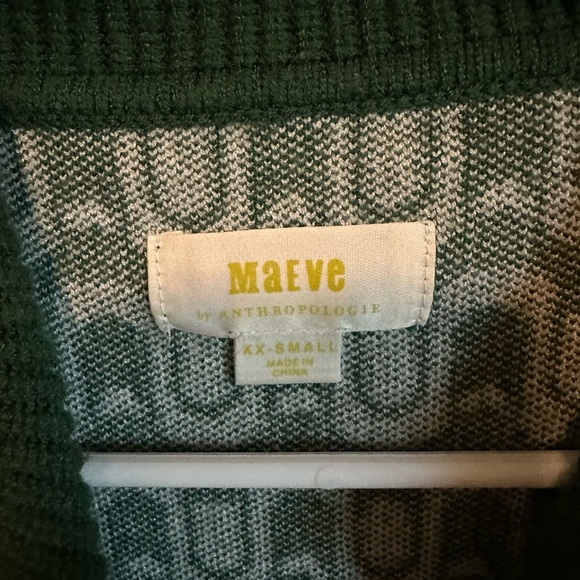 MaEVe
by ANTHROPOLOGIE
XX-SMALL
MADE IN
CHINA